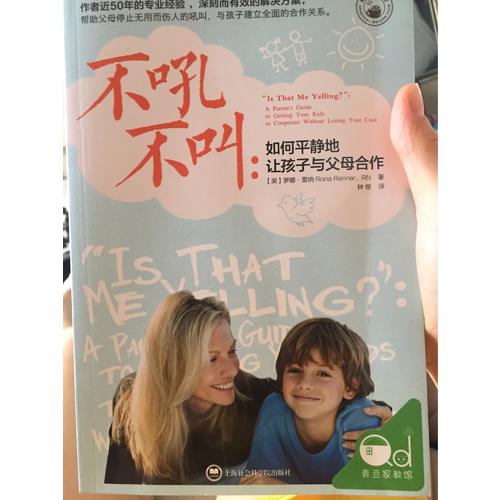 作者近50年的专业经验，深刻而有效的解决方案，
帮助父母停止无用而伤人的吼叫，与孩子建立全面的合作关系。
不吼
不叫：
"Is That Me Yelling?":
A Parent's Guide
to Getting Your Kids
to Cooperate Without Losing Your Cool
如何平静地
让孩子与父母合作
【美】罗娜·雷纳 Rona Renner, RN 著
钟煜 译
"IS THAT
ME YELLING?":
A
GUIDE
TO
上海社会科学院出版社
青豆家教馆